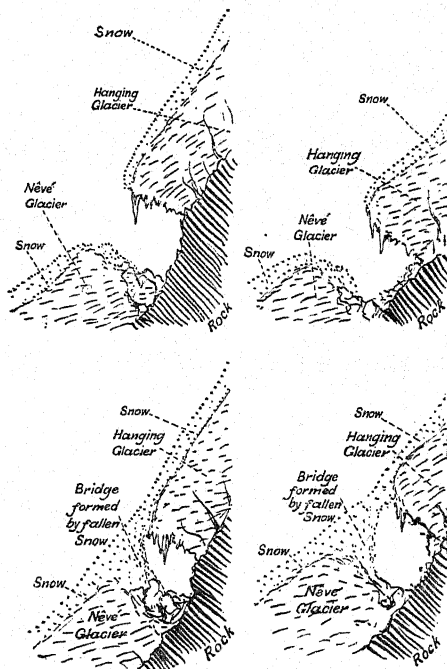 Snow
Hanging
Glacier
Névé
Glacier
Snow
Rock
Snow
Hanging
Glacier
Névé
Glacier
Snow
Rock
Snow
Hanging
Glacier
Bridge
formed
by fallen
Snow
Snow
Névé
Glacier
Rock
Snow
Hanging
Glacier
Bridge
formed
by fallen
Snow
Snow
Névé
Glacier
Rock